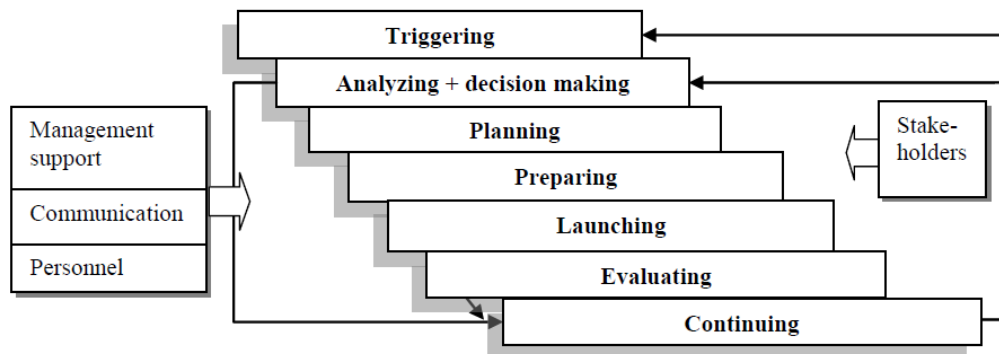 Triggering
Analyzing + decision making
Planning
Preparing
Launching
Evaluating
Continuing
Management
support
Communication
Personnel
Stake-
holders